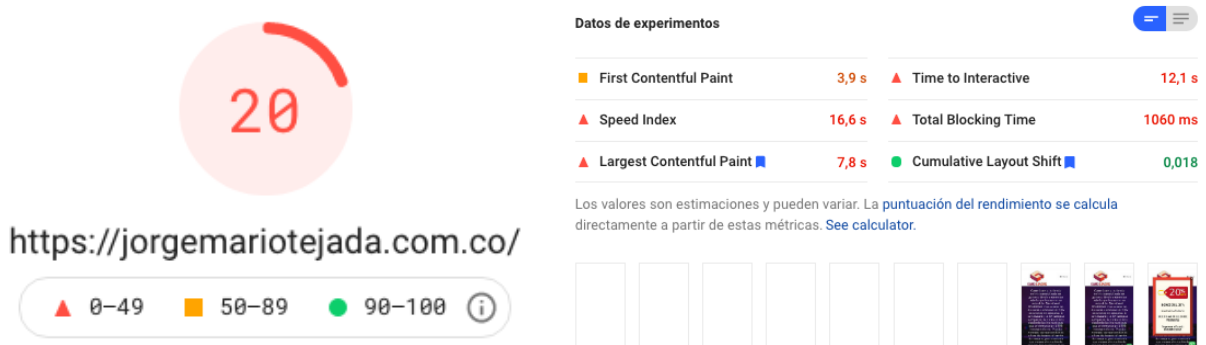 20
https://jorgemariotejada.com.co/
0–49 50–89 90–100
Datos de experimentos
First Contentful Paint 3,9 s
Time to Interactive 12,1 s
Speed Index 16,6 s
Total Blocking Time 1060 ms
Largest Contentful Paint 7,8 s
Cumulative Layout Shift 0,018
Los valores son estimaciones y pueden variar. La puntuación del rendimiento se calcula
directamente a partir de estas métricas. See calculator.
20%